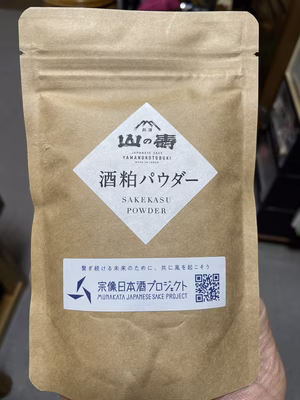 銘酒
山の壽
JAPANESE SAKE
YAMANOKOTOBUKI
酒粕パウダー
SAKEKASU
POWDER
繋ぎ続ける未来のために、共に風を起こそう
宗像日本酒プロジェクト
MUNAKATA JAPANESE SAKE PROJECT